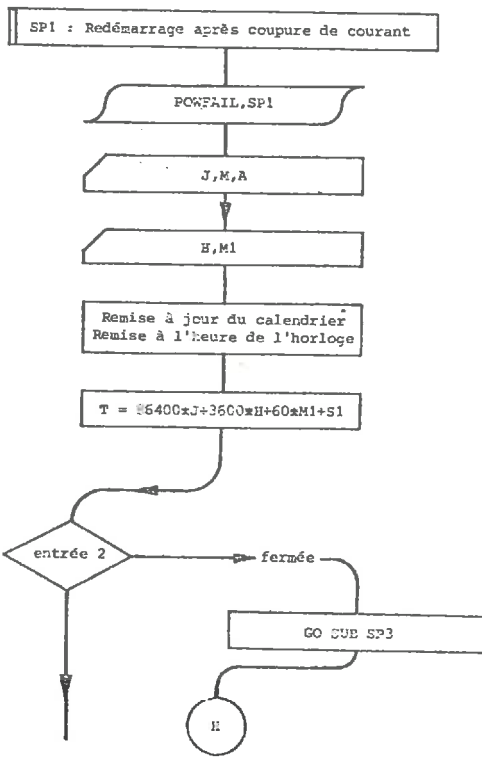 SP1 : Redémarrage après coupure de courant
POWFAIL,SP1
J,M,A
H,M1
Remise à jour du calendrier
Remise à l'heure de l'horloge
T = 86400*J+3600*H+60*M1+S1
entrée 2
fermée
GO SUB SP3
H